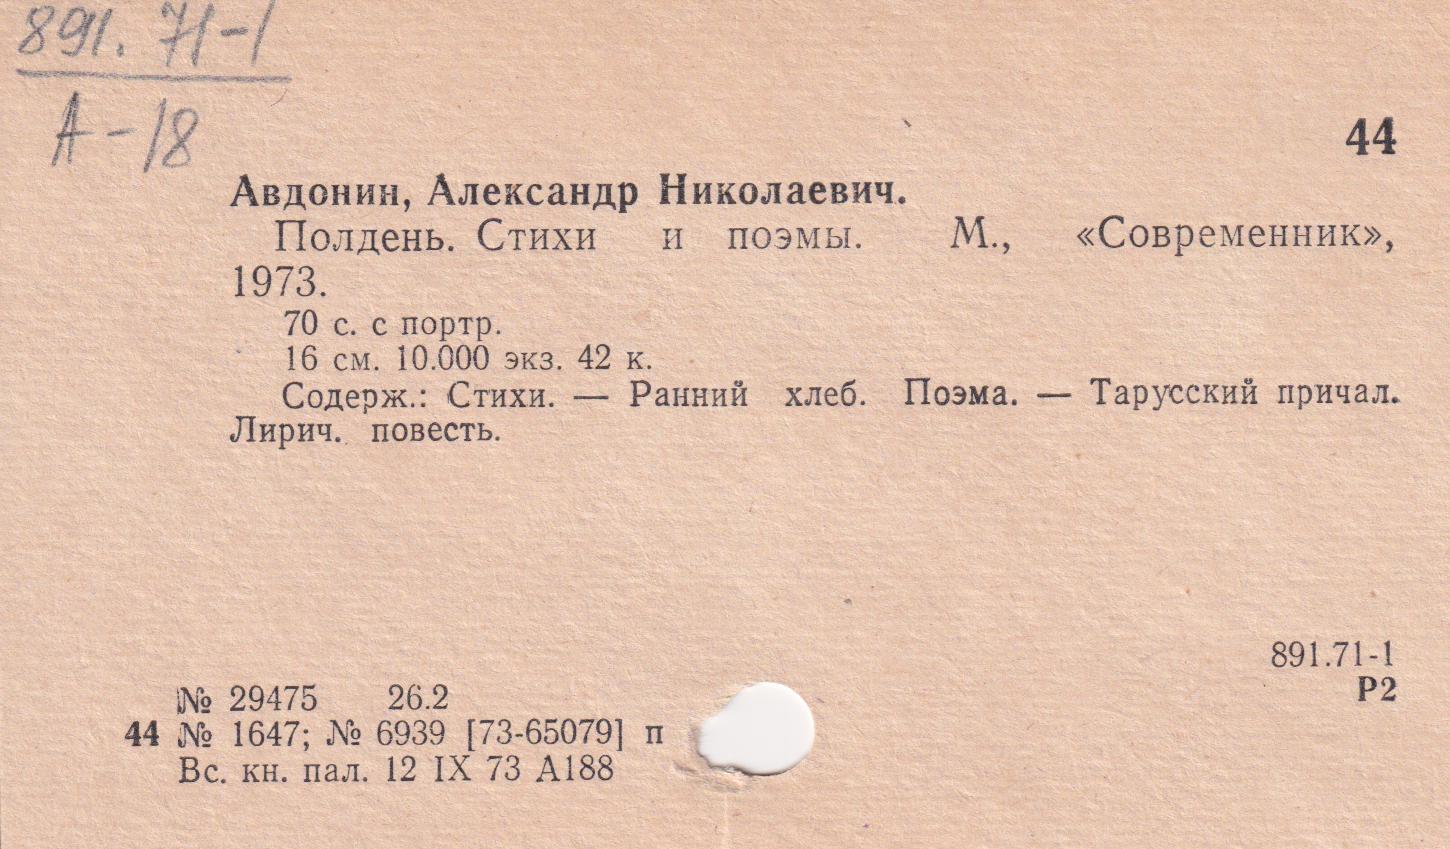 891.71-1
А-18
44
Авдонин, Александр Николаевич.
Полдень. Стихи и поэмы. М., «Современник»,
1973.
70 с. с портр.
16 см. 10.000 экз. 42 к.
Содерж.: Стихи. — Ранний хлеб. Поэма. — Тарусский причал.
Лирич. повесть.
891.71-1
Р2
№ 29475 26.2
44 № 1647; № 6939 [73-65079] п
Вс. кн. пал. 12 IX 73 А188